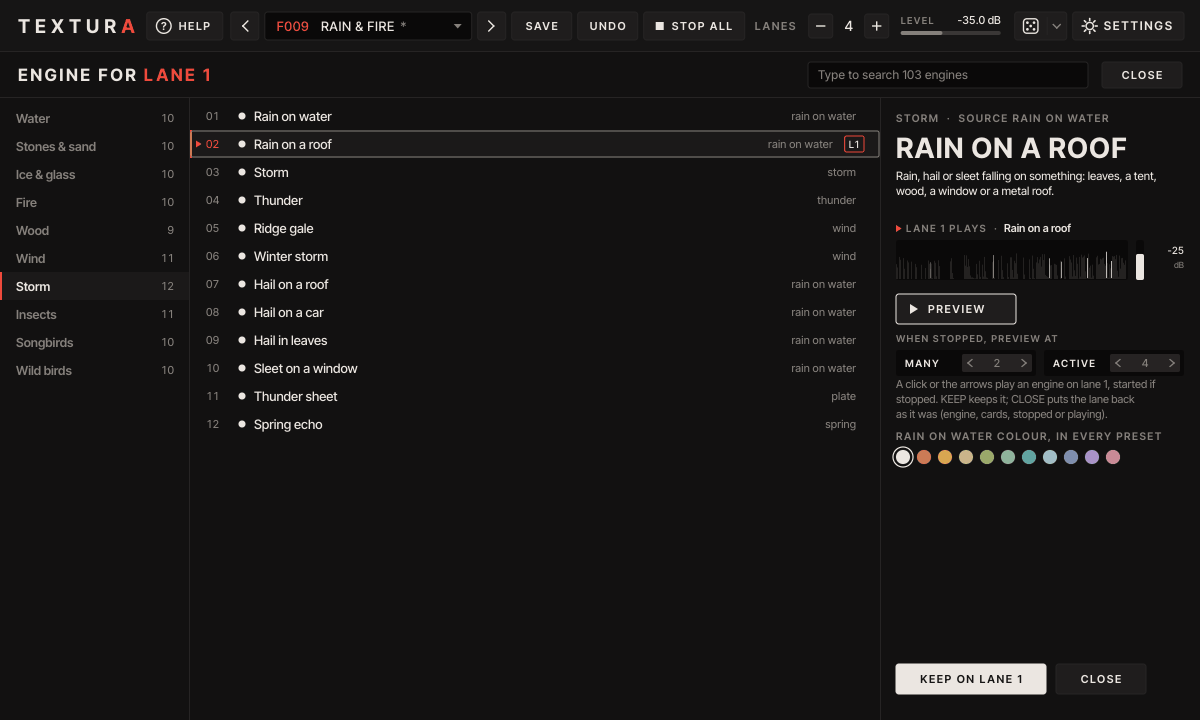 TEXTURA
HELP
F009 RAIN & FIRE *
SAVE
UNDO
STOP ALL
LANES
4
LEVEL -35.0 dB
SETTINGS
ENGINE FOR LANE 1
Type to search 103 engines
CLOSE
Water 10
Stones & sand 10
Ice & glass 10
Fire 10
Wood 9
Wind 11
Storm 12
Insects 11
Songbirds 10
Wild birds 10
01 Rain on water rain on water
02 Rain on a roof rain on water L1
03 Storm storm
04 Thunder thunder
05 Ridge gale wind
06 Winter storm wind
07 Hail on a roof rain on water
08 Hail on a car rain on water
09 Hail in leaves rain on water
10 Sleet on a window rain on water
11 Thunder sheet plate
12 Spring echo spring
STORM · SOURCE RAIN ON WATER
RAIN ON A ROOF
Rain, hail or sleet falling on something: leaves, a tent,
wood, a window or a metal roof.
LANE 1 PLAYS · Rain on a roof
-25
dB
PREVIEW
WHEN STOPPED, PREVIEW AT
MANY 2 ACTIVE 4
A click or the arrows play an engine on lane 1, started if
stopped. KEEP keeps it; CLOSE puts the lane back
as it was (engine, cards, stopped or playing).
RAIN ON WATER COLOUR, IN EVERY PRESET
KEEP ON LANE 1
CLOSE